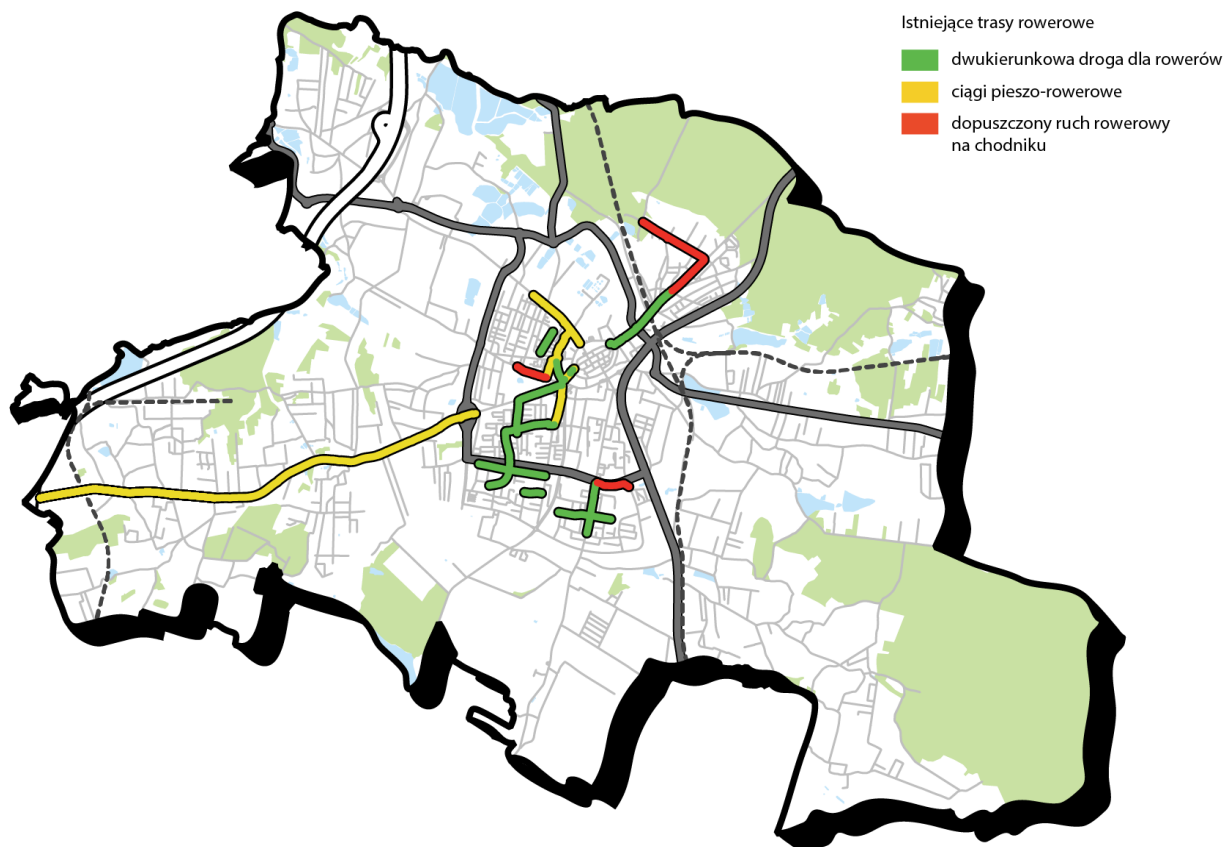 Istniejące trasy rowerowe
dwukierunkowa droga dla rowerów
ciągi pieszo-rowerowe
dopuszczony ruch rowerowy
na chodniku